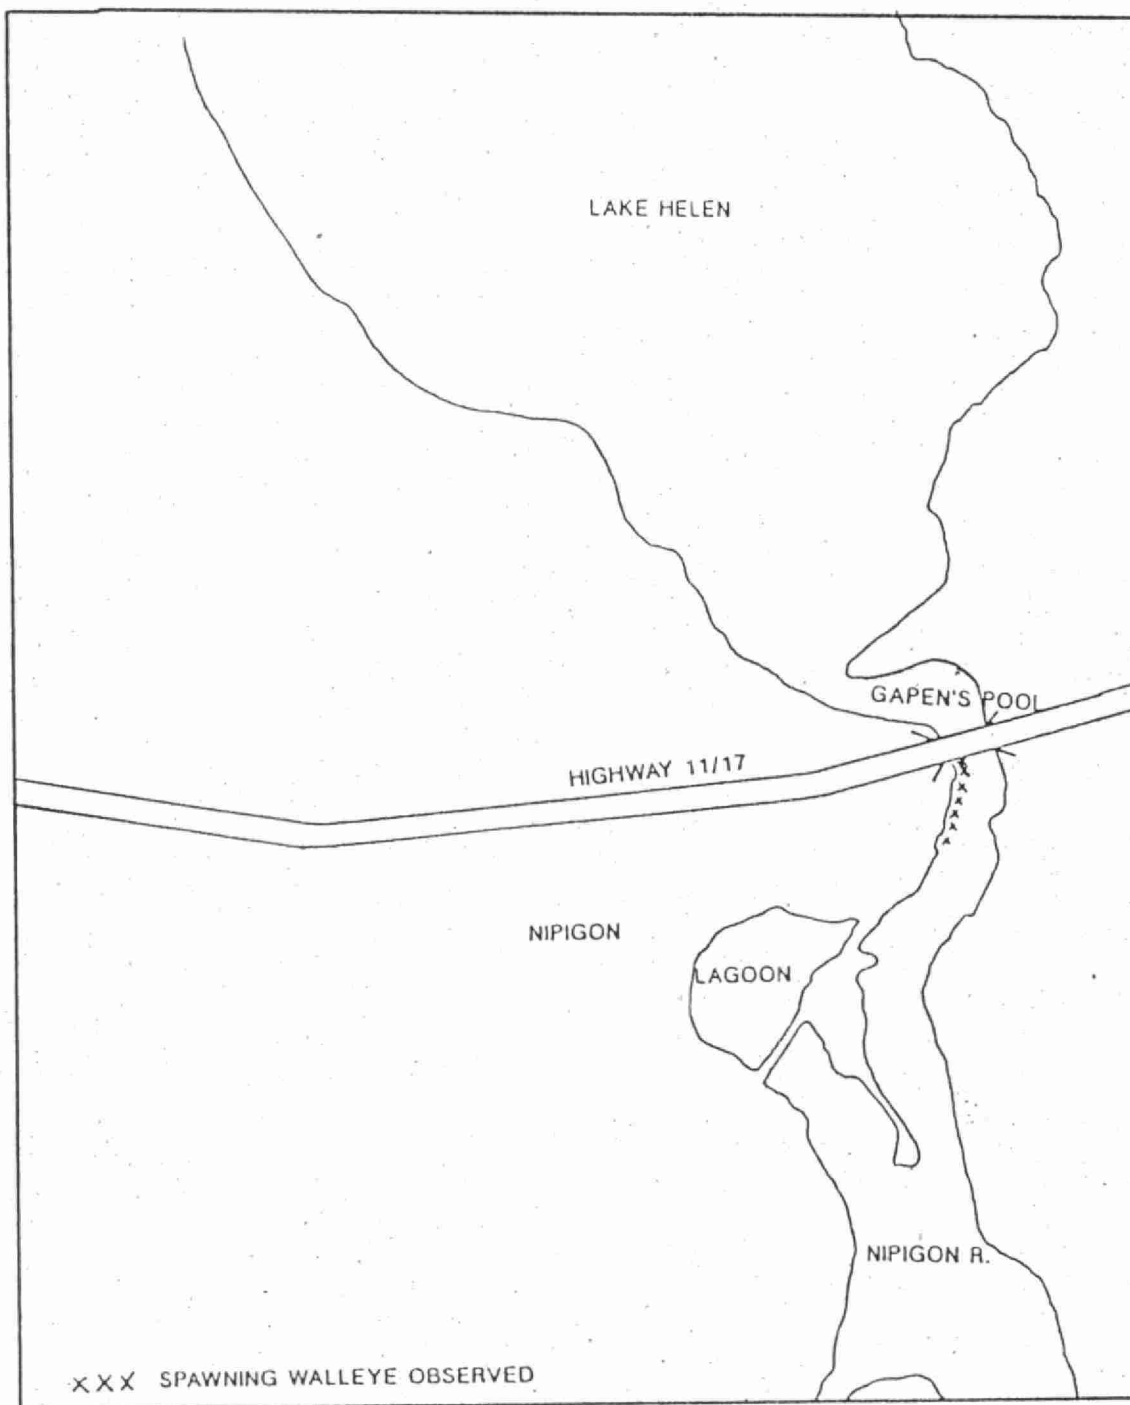 LAKE HELEN
GAPEN'S POOL
HIGHWAY 11/17
NIPIGON
LAGOON
NIPIGON R.
XXX SPAWNING WALLEYE OBSERVED